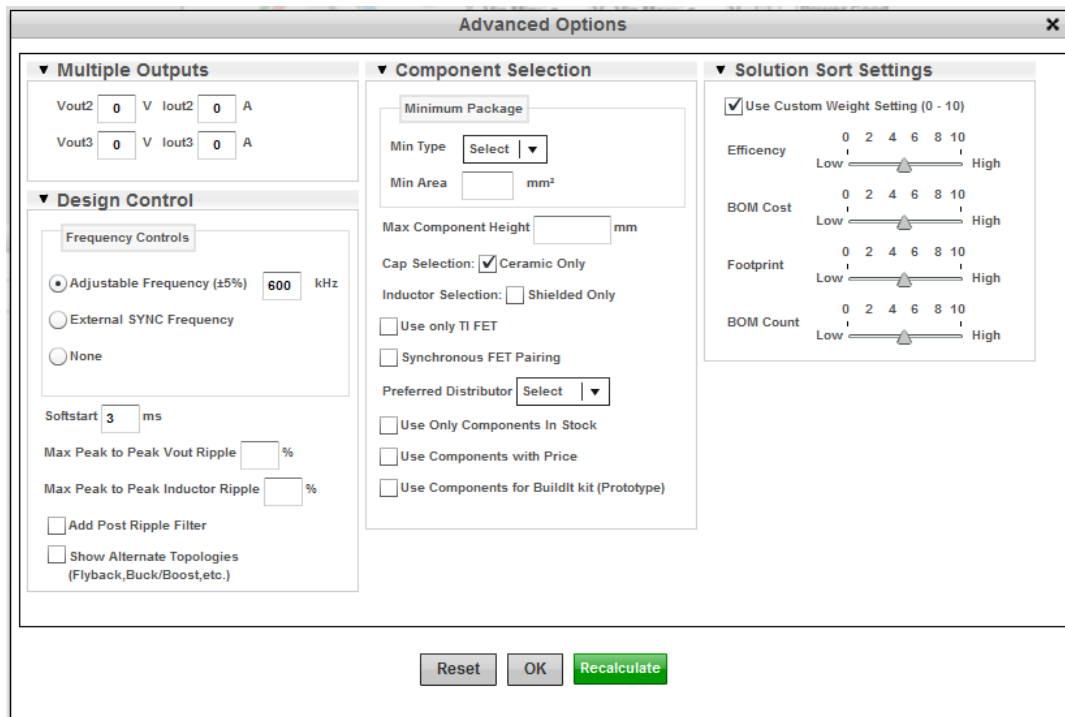 Advanced Options
Multiple Outputs
Vout2 0 V Iout2 0 A
Vout3 0 V Iout3 0 A
Design Control
Frequency Controls
Adjustable Frequency (±5%) 600 kHz
External SYNC Frequency
None
Softstart 3 ms
Max Peak to Peak Vout Ripple %
Max Peak to Peak Inductor Ripple %
Add Post Ripple Filter
Show Alternate Topologies
(Flyback,Buck/Boost,etc.)
Component Selection
Minimum Package
Min Type Select
Min Area mm²
Max Component Height mm
Cap Selection: Ceramic Only
Inductor Selection: Shielded Only
Use only TI FET
Synchronous FET Pairing
Preferred Distributor Select
Use Only Components In Stock
Use Components with Price
Use Components for BuildIt kit (Prototype)
Solution Sort Settings
Use Custom Weight Setting (0 - 10)
0 2 4 6 8 10
Efficency
Low High
0 2 4 6 8 10
BOM Cost
Low High
0 2 4 6 8 10
Footprint
Low High
0 2 4 6 8 10
BOM Count
Low High
Reset OK Recalculate